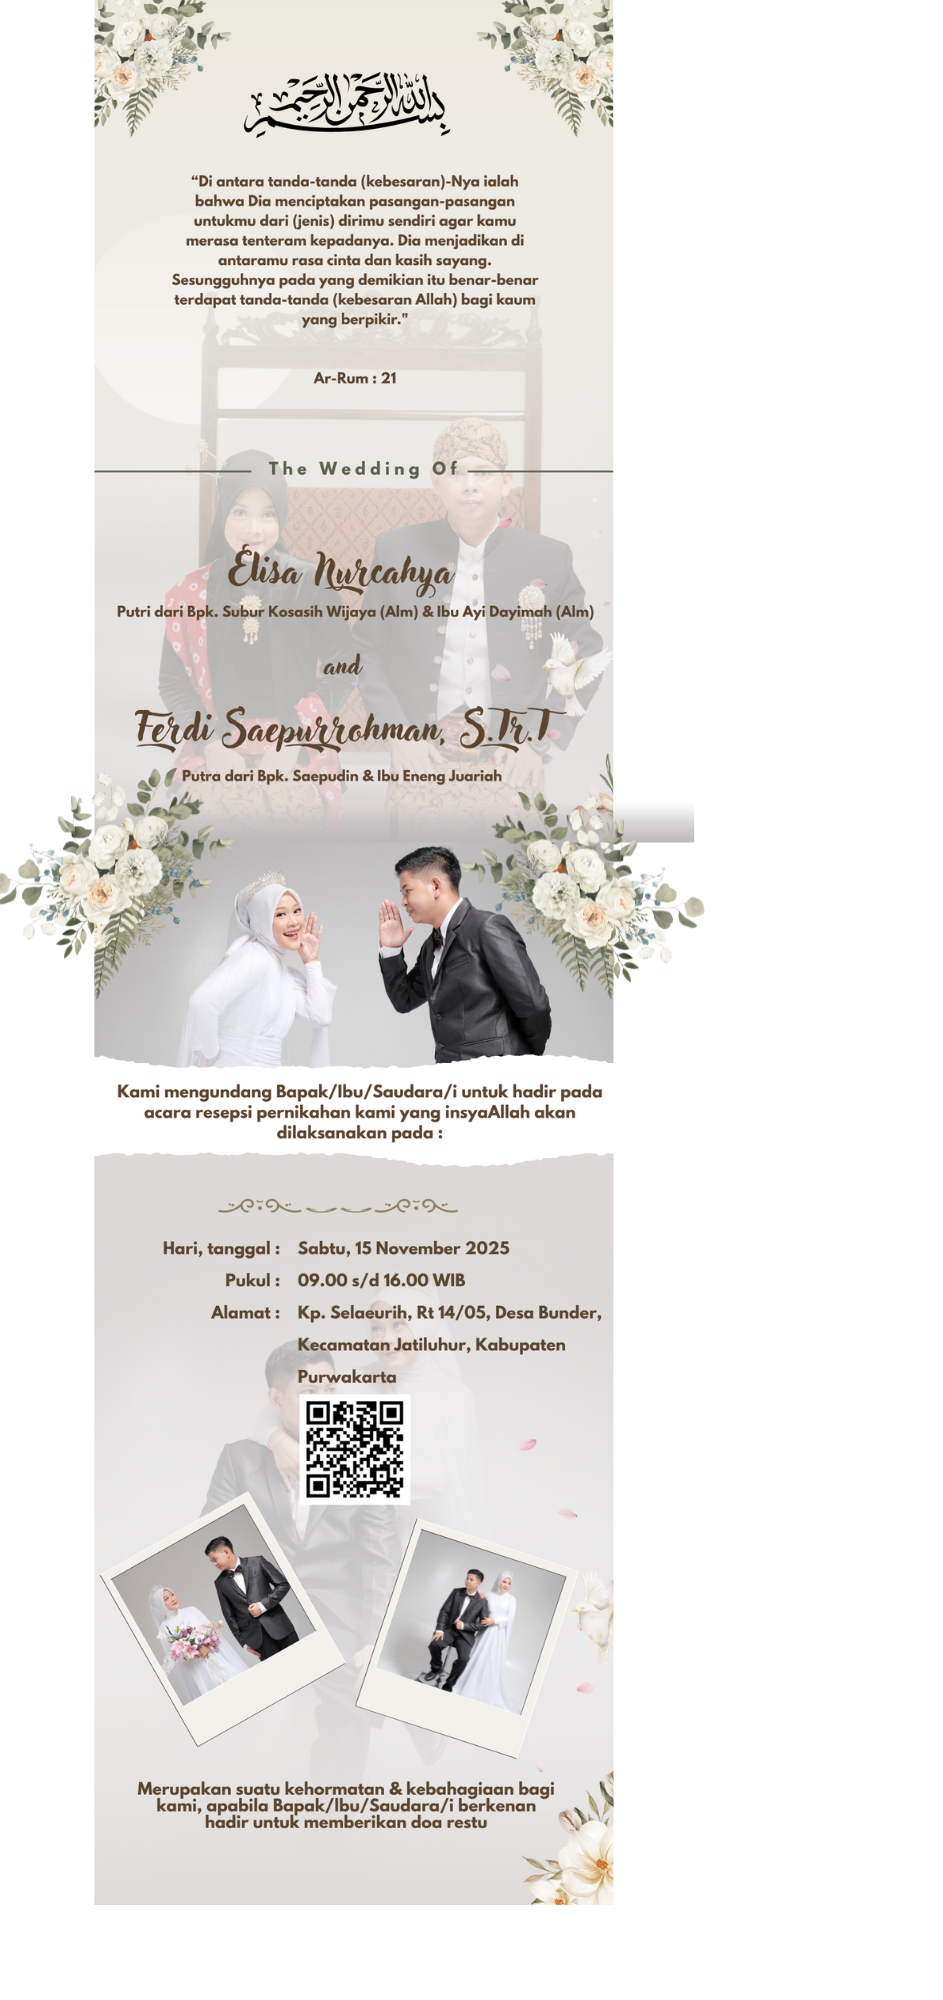 بسم الله الرحمن الرحيم
“Di antara tanda-tanda (kebesaran)-Nya ialah
bahwa Dia menciptakan pasangan-pasangan
untukmu dari (jenis) dirimu sendiri agar kamu
merasa tenteram kepadanya. Dia menjadikan di
antaramu rasa cinta dan kasih sayang.
Sesungguhnya pada yang demikian itu benar-benar
terdapat tanda-tanda (kebesaran Allah) bagi kaum
yang berpikir."
Ar-Rum : 21
The Wedding Of
Elisa Nurcahya
Putri dari Bpk. Subur Kosasih Wijaya (Alm) & Ibu Ayi Dayimah (Alm)
and
Ferdi Saepurrohman, S.Tr.T
Putra dari Bpk. Saepudin & Ibu Eneng Juariah
Kami mengundang Bapak/Ibu/Saudara/i untuk hadir pada
acara resepsi pernikahan kami yang insyaAllah akan
dilaksanakan pada :
Hari, tanggal : Sabtu, 15 November 2025
Pukul : 09.00 s/d 16.00 WIB
Alamat : Kp. Selaeurih, Rt 14/05, Desa Bunder,
Kecamatan Jatiluhur, Kabupaten
Purwakarta
Merupakan suatu kehormatan & kebahagiaan bagi
kami, apabila Bapak/Ibu/Saudara/i berkenan
hadir untuk memberikan doa restu